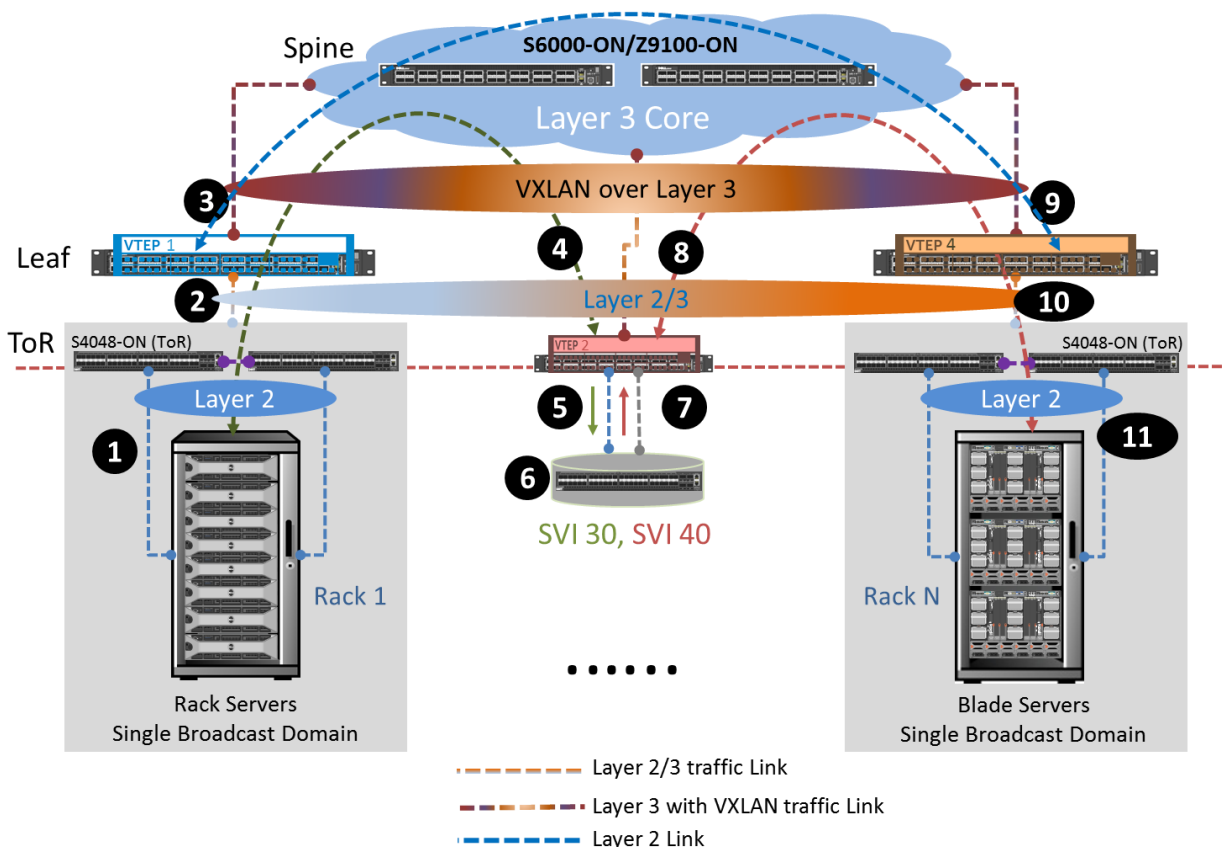 Spine
S6000-ON/Z9100-ON
Layer 3 Core
VXLAN over Layer 3
3
9
4
8
Leaf
VTEP 1
VTEP 4
2
Layer 2/3
10
ToR
S4048-ON (ToR)
VTEP 2
S4048-ON (ToR)
Layer 2
5
7
Layer 2
1
11
6
SVI 30, SVI 40
Rack 1
Rack N
......
Rack Servers
Single Broadcast Domain
Blade Servers
Single Broadcast Domain
Layer 2/3 traffic Link
Layer 3 with VXLAN traffic Link
Layer 2 Link